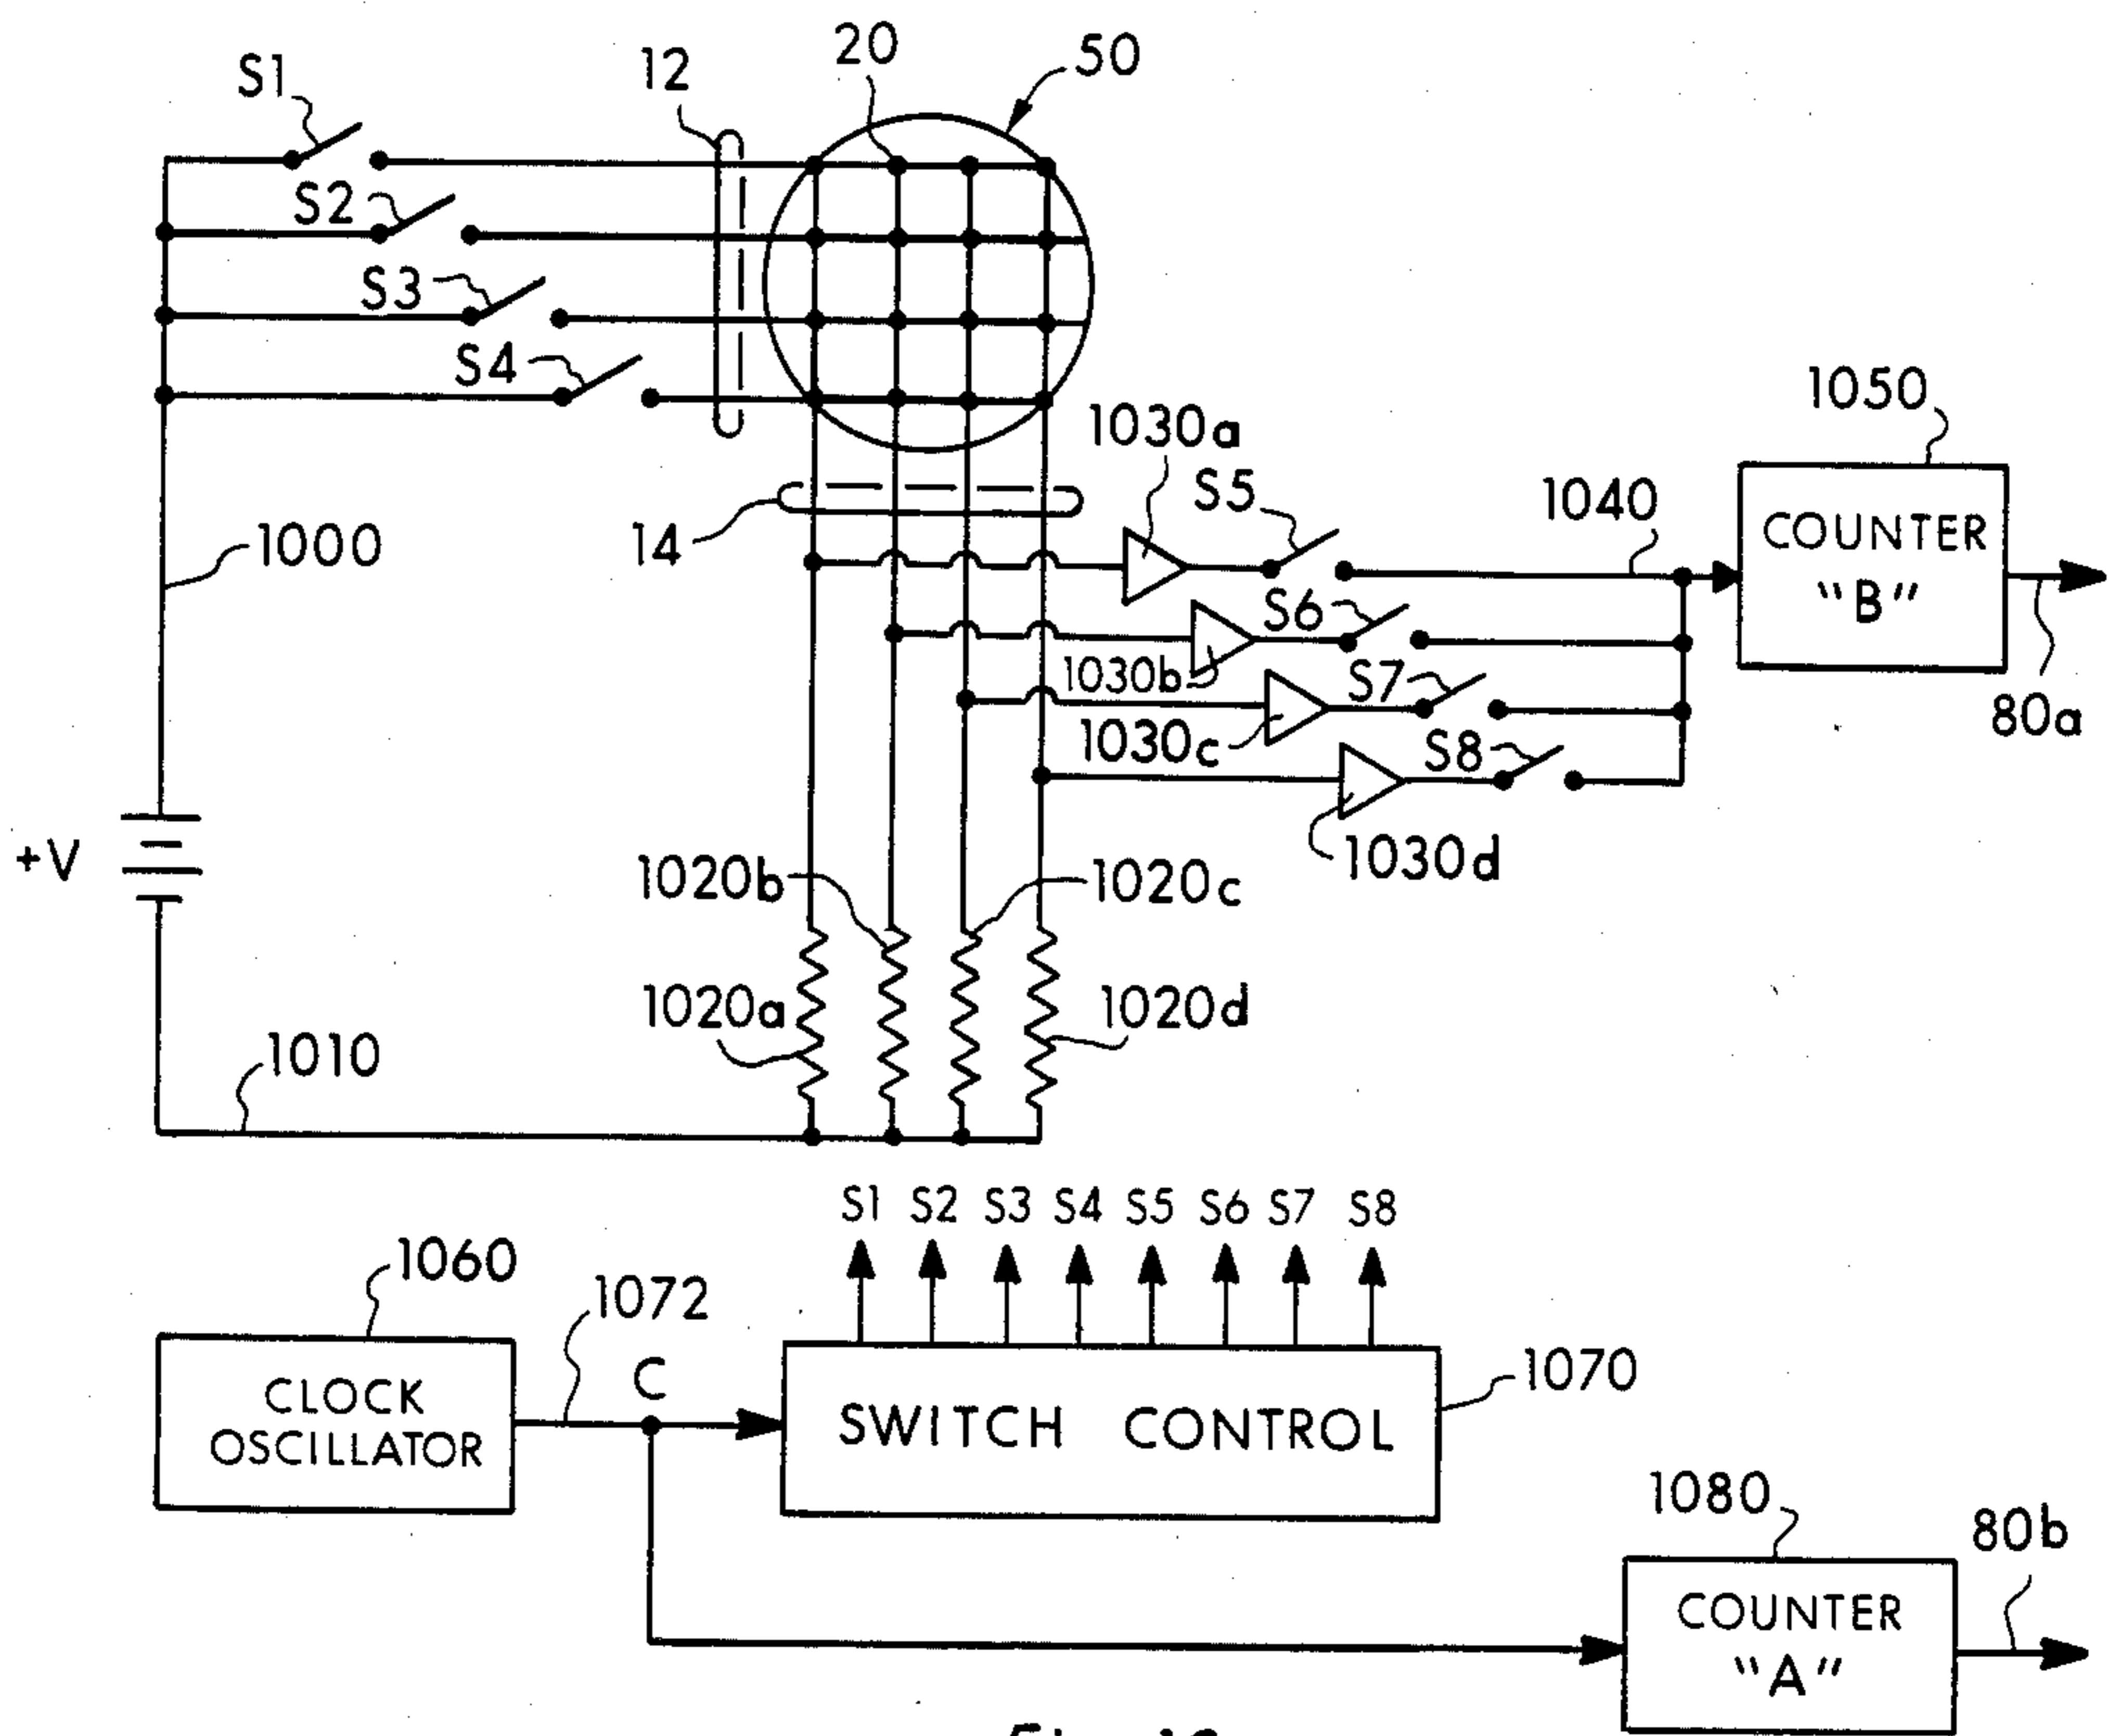 S1
12
20
50
S2
S3
S4
1000
14
1030a
S5
1040
1050
COUNTER
"B"
S6
1030b
S7
80a
1030c
S8
1030d
+V
1020b
1020c
1020a
1020d
1010
S1 S2 S3 S4 S5 S6 S7 S8
1060
1072
C
CLOCK
OSCILLATOR
SWITCH CONTROL
1070
1080
80b
COUNTER
"A"